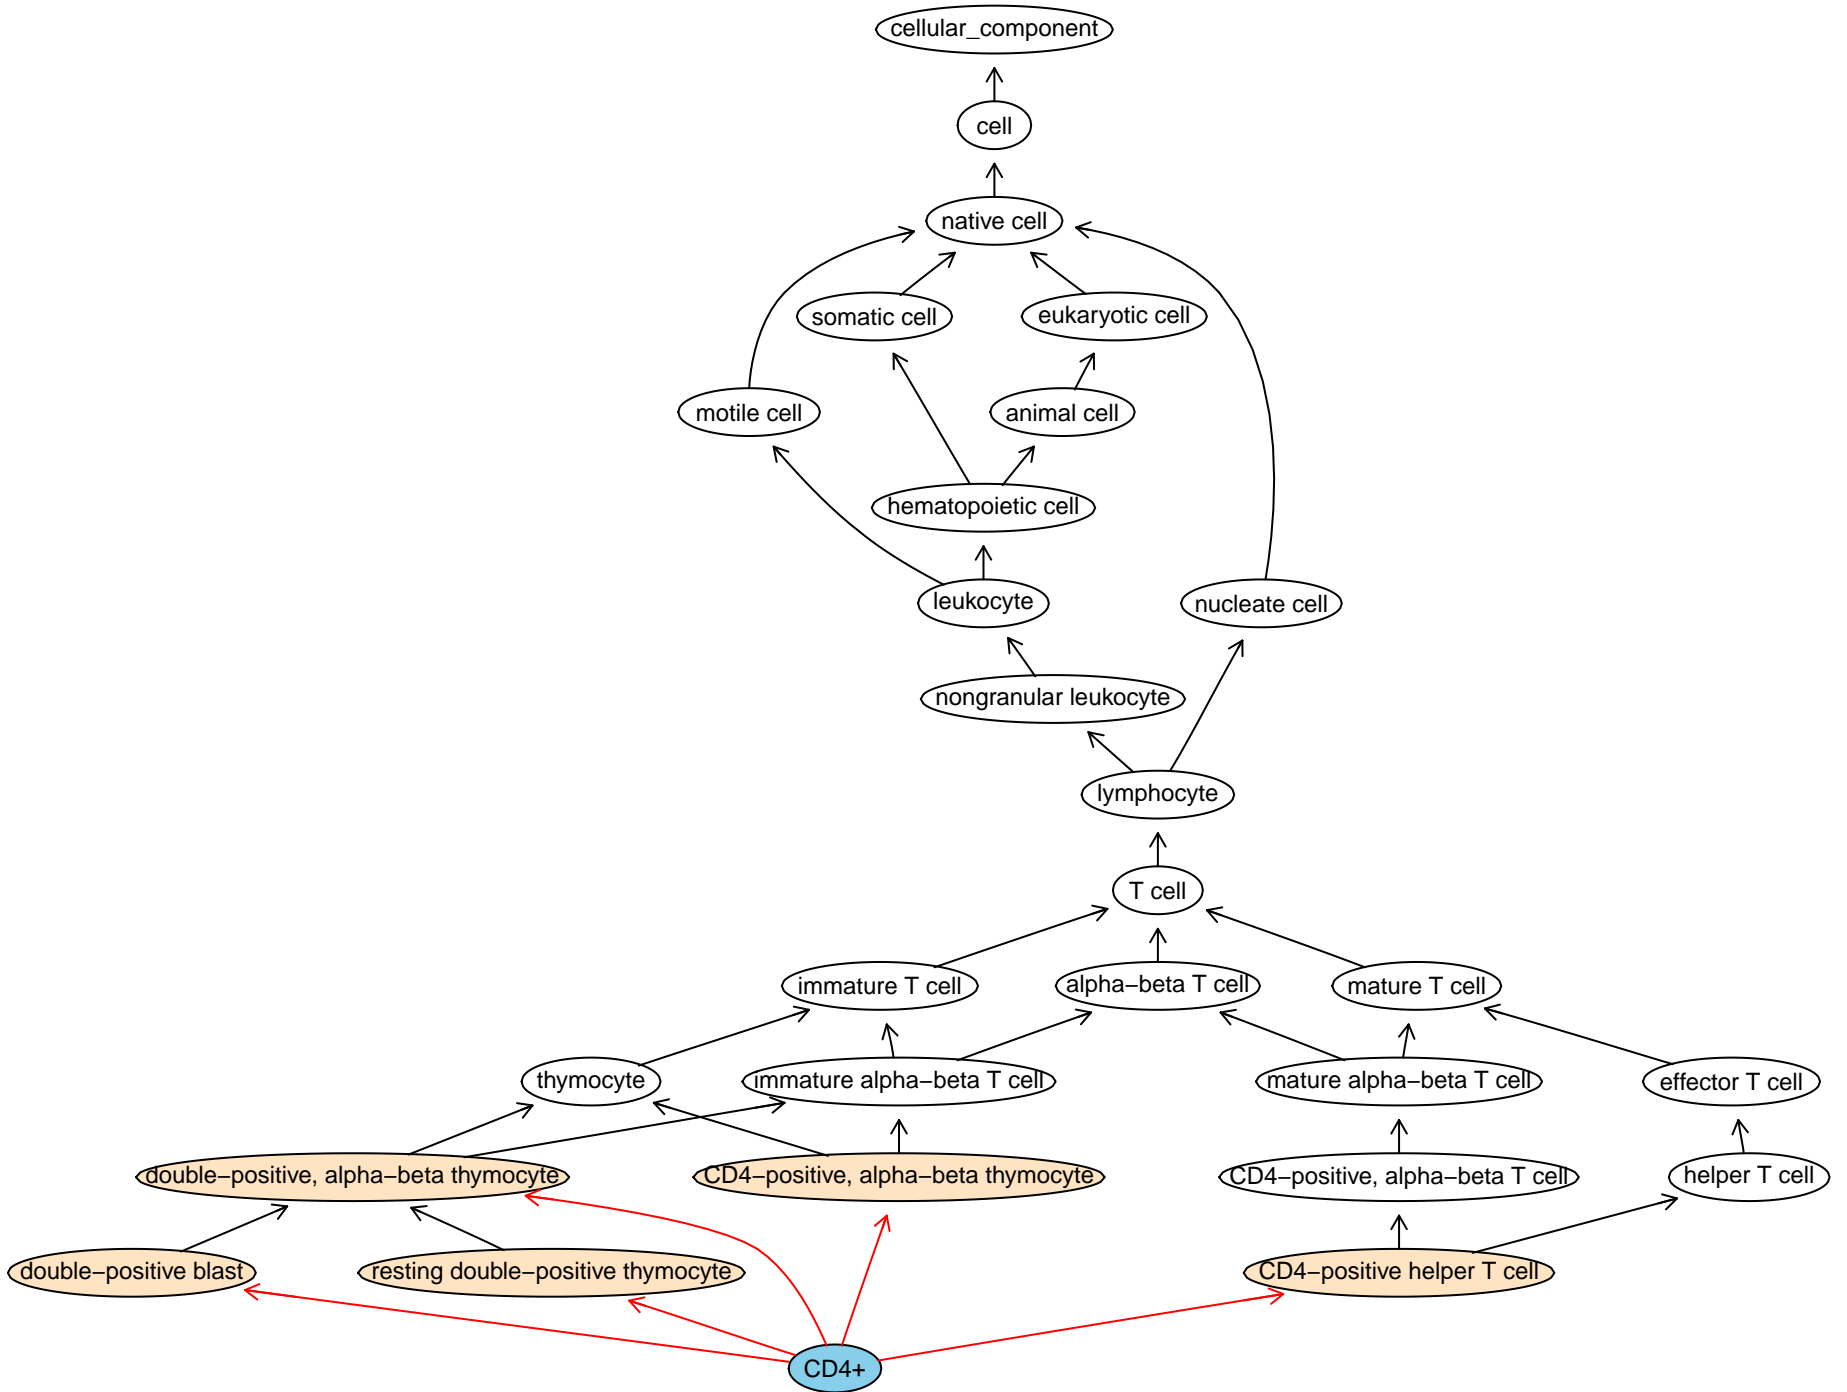 cellular_component
cell
native cell
somatic cell
eukaryotic cell
motile cell
animal cell
hematopoietic cell
leukocyte
nucleate cell
nongranular leukocyte
lymphocyte
T cell
immature T cell
alpha−beta T cell
mature T cell
thymocyte
immature alpha−beta T cell
mature alpha−beta T cell
effector T cell
double−positive, alpha−beta thymocyte
CD4−positive, alpha−beta thymocyte
CD4−positive, alpha−beta T cell
helper T cell
double−positive blast
resting double−positive thymocyte
CD4−positive helper T cell
CD4+